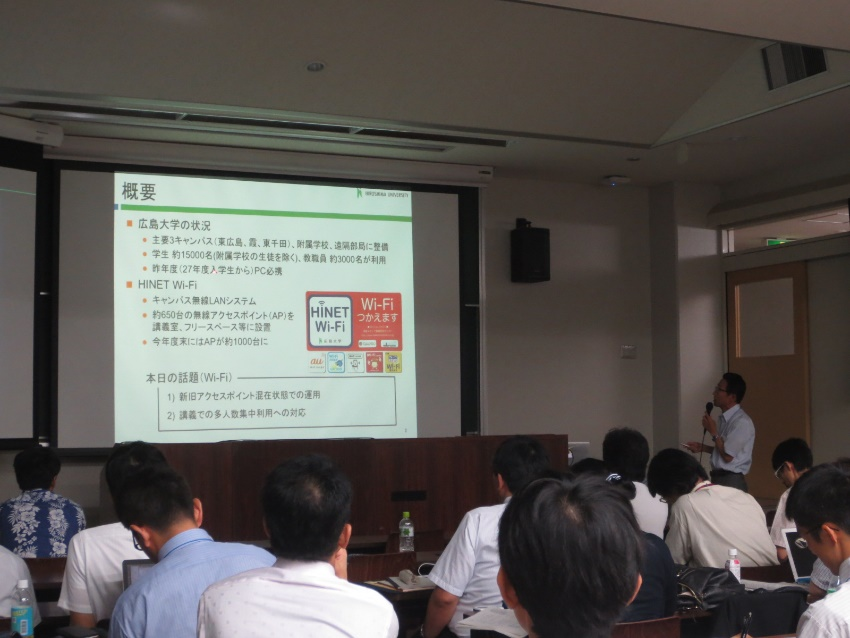 概要
HIROSHIMA UNIVERSITY
広島大学の状況
主要3キャンパス(東広島、霞、東千田)、附属学校、遠隔部局に整備
学生 約15000名(附属学校の生徒を除く)、教職員 約3000名が利用
昨年度(27年度入学生から)PC必携
HINET Wi-Fi
キャンパス無線LANシステム
約650台の無線アクセスポイント(AP)を
講義室、フリースペース等に設置
今年度末にはAPが約1000台に
HiNET
Wi-Fi
Wi-Fi
つかえます
au
本日の話題(Wi-Fi)
1) 新旧アクセスポイント混在状態での運用
2) 講義での多人数集中利用への対応